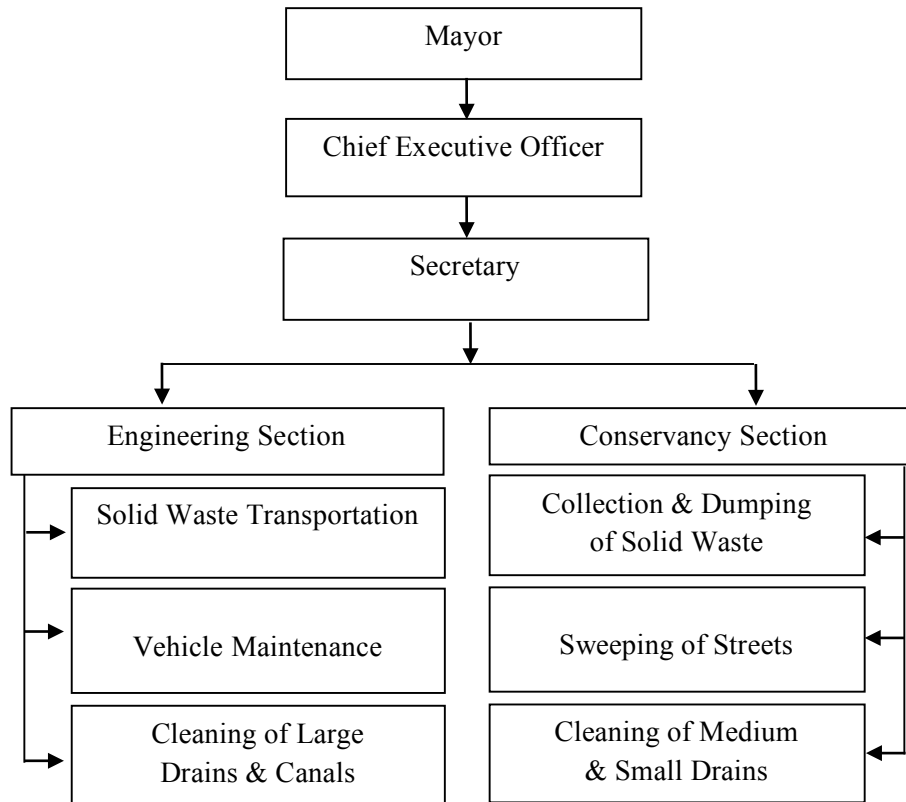 Mayor
Chief Executive Officer
Secretary
Engineering Section
Solid Waste Transportation
Vehicle Maintenance
Cleaning of Large
Drains & Canals
Conservancy Section
Collection & Dumping
of Solid Waste
Sweeping of Streets
Cleaning of Medium
& Small Drains